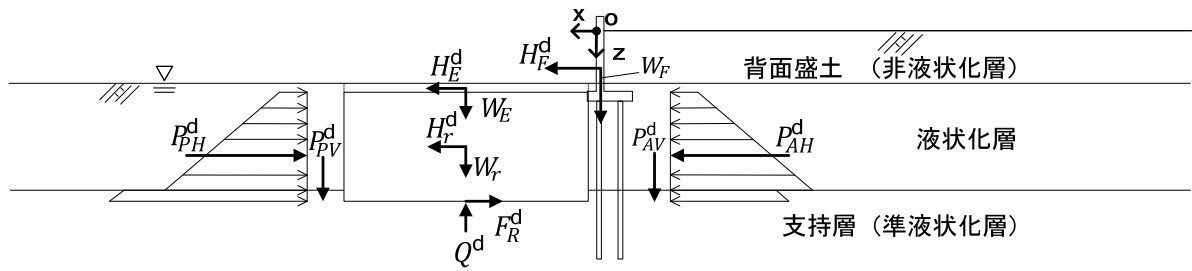 x O
z
H_F^d W_F
背面盛土 （非液状化層）
H_E^d
W_E
H_r^d
W_r
P_PH^d
P_PV^d
P_AV^d
P_AH^d
液状化層
F_R^d
Q^d
支持層（準液状化層）